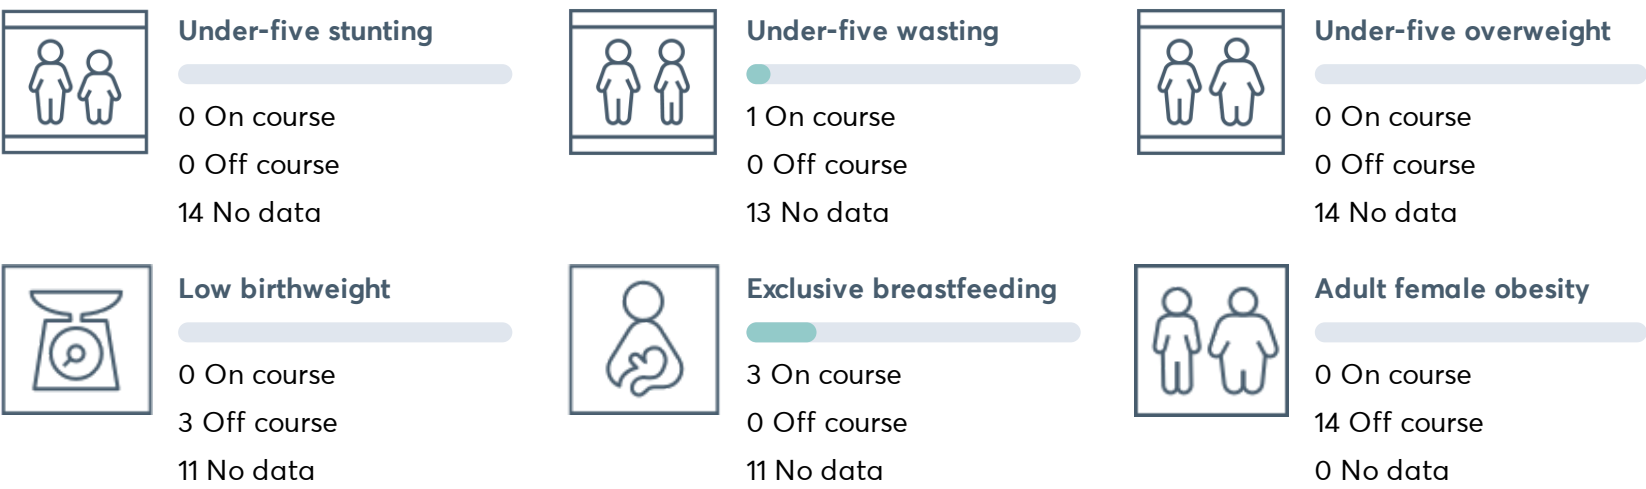 Under-five stunting
0 On course
0 Off course
14 No data
Under-five wasting
1 On course
0 Off course
13 No data
Under-five overweight
0 On course
0 Off course
14 No data
Low birthweight
0 On course
3 Off course
11 No data
Exclusive breastfeeding
3 On course
0 Off course
11 No data
Adult female obesity
0 On course
14 Off course
0 No data